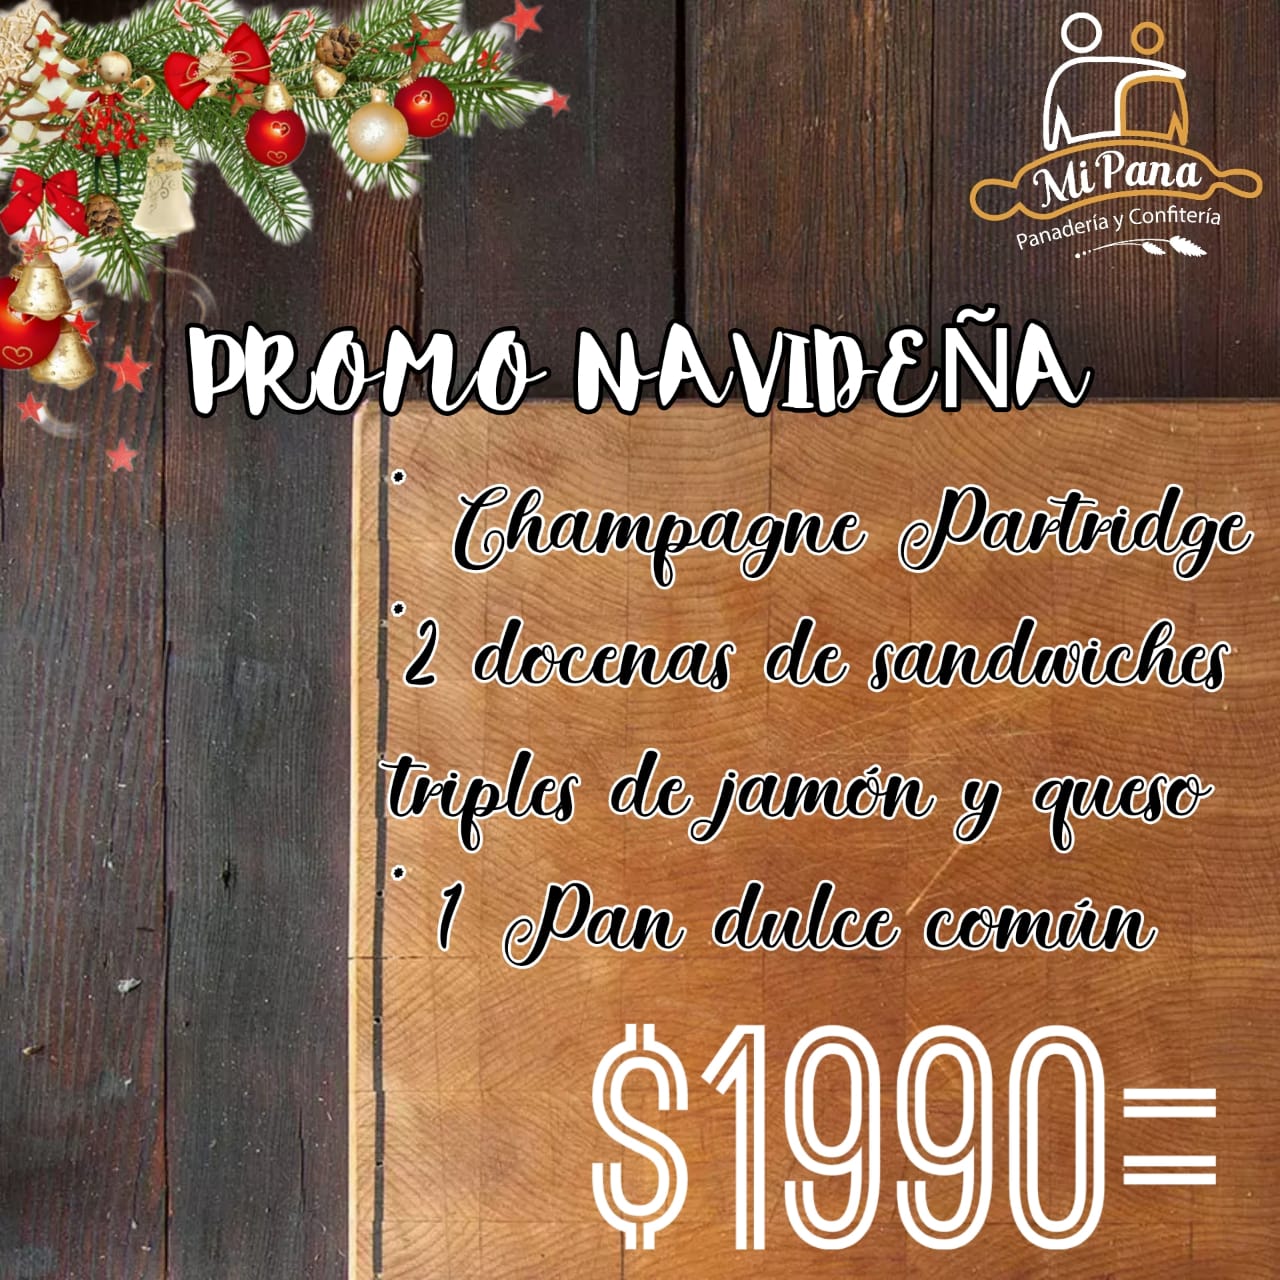 Mi Pana
Panadería y Confitería
PROMO NAVIDEÑA
* Champagne Partridge
* 2 docenas de sandwiches
triples de jamón y queso
* 1 Pan dulce común
$1990=